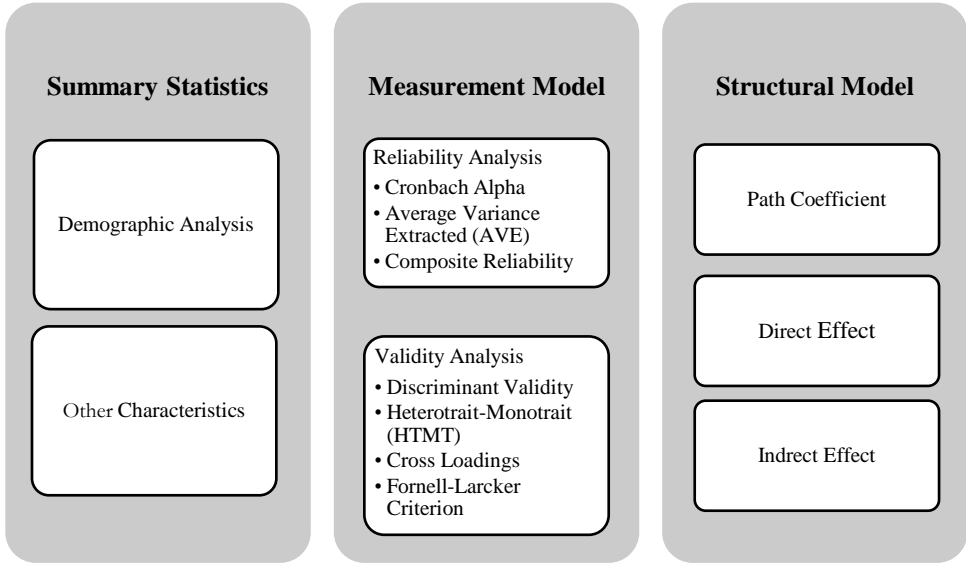 Summary Statistics
Demographic Analysis
Other Characteristics
Measurement Model
Reliability Analysis
• Cronbach Alpha
• Average Variance
Extracted (AVE)
• Composite Reliability
Validity Analysis
• Discriminant Validity
• Heterotrait-Monotrait
(HTMT)
• Cross Loadings
• Fornell-Larcker
Criterion
Structural Model
Path Coefficient
Direct Effect
Indrect Effect